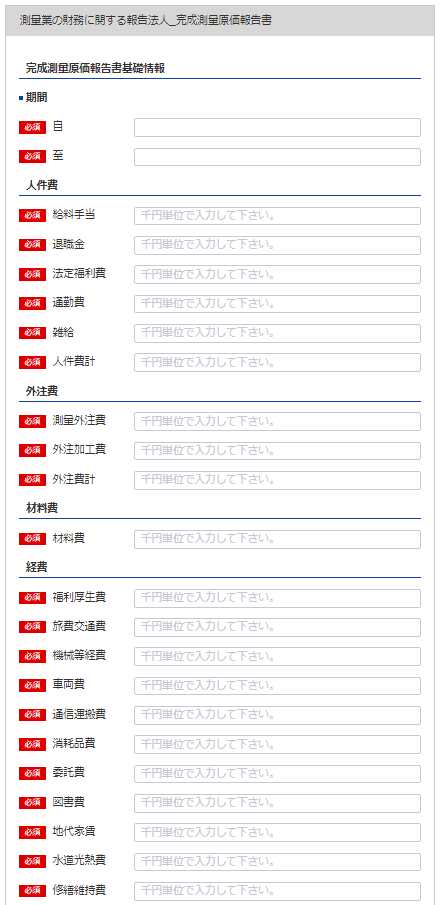 測量業の財務に関する報告法人_完成測量原価報告書
完成測量原価報告書基礎情報
期間
必須 自
必須 至
人件費
必須 給料手当 千円単位で入力して下さい。
必須 退職金 千円単位で入力して下さい。
必須 法定福利費 千円単位で入力して下さい。
必須 通勤費 千円単位で入力して下さい。
必須 雑給 千円単位で入力して下さい。
必須 人件費計 千円単位で入力して下さい。
外注費
必須 測量外注費 千円単位で入力して下さい。
必須 外注加工費 千円単位で入力して下さい。
必須 外注費計 千円単位で入力して下さい。
材料費
必須 材料費 千円単位で入力して下さい。
経費
必須 福利厚生費 千円単位で入力して下さい。
必須 旅費交通費 千円単位で入力して下さい。
必須 機械等経費 千円単位で入力して下さい。
必須 車両費 千円単位で入力して下さい。
必須 通信運搬費 千円単位で入力して下さい。
必須 消耗品費 千円単位で入力して下さい。
必須 委託費 千円単位で入力して下さい。
必須 図書費 千円単位で入力して下さい。
必須 地代家賃 千円単位で入力して下さい。
必須 水道光熱費 千円単位で入力して下さい。
必須 修繕維持費 千円単位で入力して下さい。